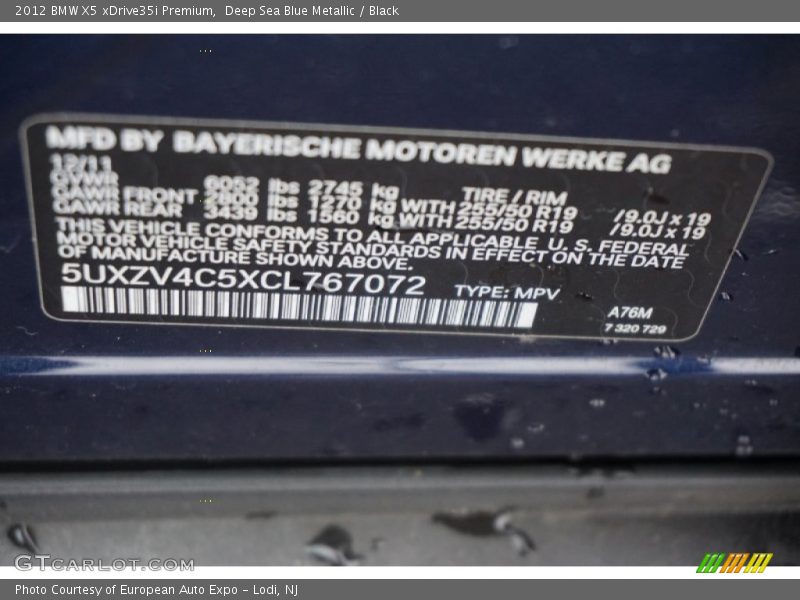 2012 BMW X5 xDrive35i Premium, Deep Sea Blue Metallic / Black
MFD BY BAYERISCHE MOTOREN WERKE AG
12/11
GVWR 6052 lbs 2745 kg TIRE / RIM
GAWR FRONT 2800 lbs 1270 kg WITH 255/50 R19 /9.0J x 19
GAWR REAR 3439 lbs 1560 kg WITH 255/50 R19 /9.0J x 19
THIS VEHICLE CONFORMS TO ALL APPLICABLE U. S. FEDERAL
MOTOR VEHICLE SAFETY STANDARDS IN EFFECT ON THE DATE
OF MANUFACTURE SHOWN ABOVE.
5UXZV4C5XCL767072 TYPE: MPV
A76M
7 320 729
GTCARLOT.COM
Photo Courtesy of European Auto Expo - Lodi, NJ